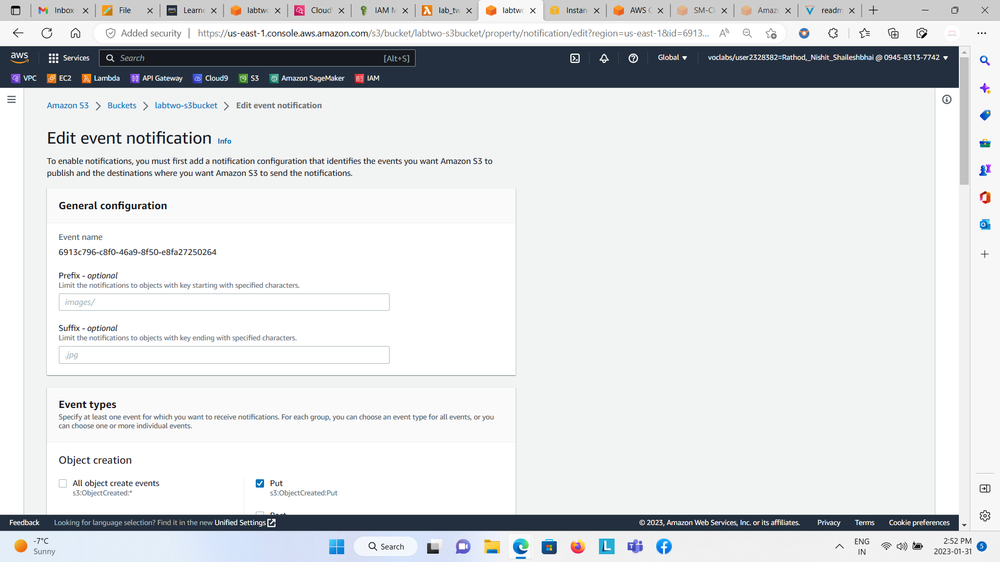 Inbox
File
Learne
labtwo
Cloud
IAM M
lab_tw
labtwo
Instan
AWS C
SM-Cl
Amazo
readm
Added security
https://us-east-1.console.aws.amazon.com/s3/bucket/labtwo-s3bucket/property/notification/edit?region=us-east-1&id=6913...
aws
Services
Search
[Alt+S]
Global
voclabs/user2328382=Rathod,_Nishit_Shaileshbhai @ 0945-8313-7742
VPC
EC2
Lambda
API Gateway
Cloud9
S3
Amazon SageMaker
IAM
Amazon S3
Buckets
labtwo-s3bucket
Edit event notification
Edit event notification Info
To enable notifications, you must first add a notification configuration that identifies the events you want Amazon S3 to
publish and the destinations where you want Amazon S3 to send the notifications.
General configuration
Event name
6913c796-c8f0-46a9-8f50-e8fa27250264
Prefix - optional
Limit the notifications to objects with key starting with specified characters.
images/
Suffix - optional
Limit the notifications to objects with key ending with specified characters.
.jpg
Event types
Specify at least one event for which you want to receive notifications. For each group, you can choose an event type for all events, or you
can choose one or more individual events.
Object creation
All object create events
s3:ObjectCreated:*
Put
s3:ObjectCreated:Put
Feedback
Looking for language selection? Find it in the new Unified Settings
© 2023, Amazon Web Services, Inc. or its affiliates.
Privacy
Terms
Cookie preferences
-7°C
Sunny
Search
ENG
IN
2:52 PM
2023-01-31
5